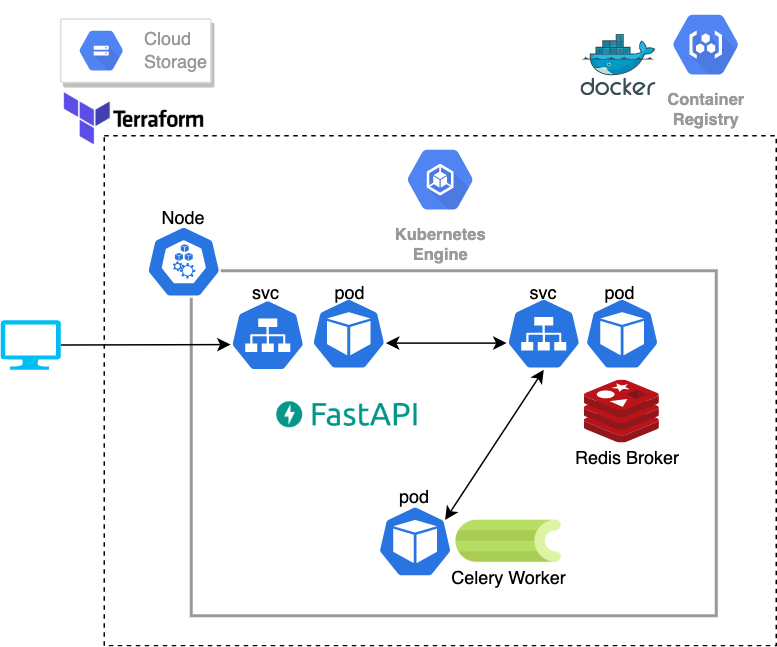 Cloud
Storage
docker
Container
Registry
Terraform
Kubernetes
Engine
Node
svc
pod
svc
pod
FastAPI
Redis Broker
pod
Celery Worker